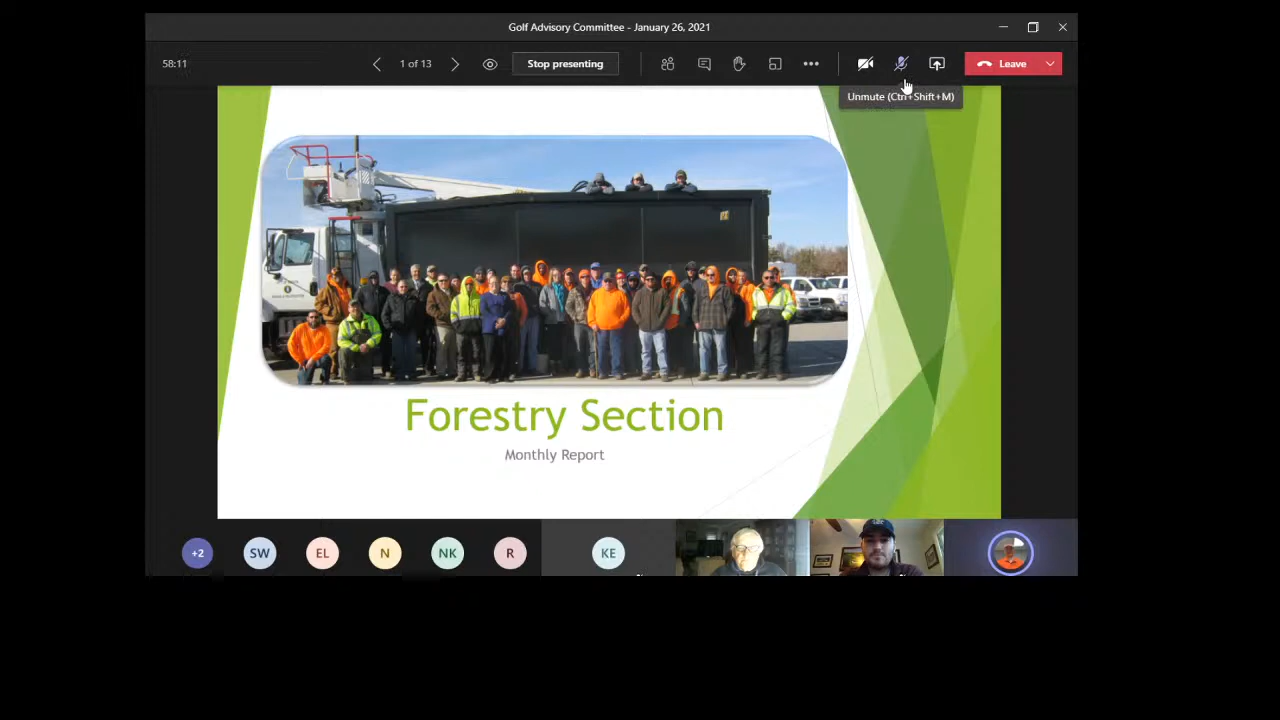 Golf Advisory Committee - January 26, 2021
58:11
1 of 13
Stop presenting
Leave
Unmute (Ctrl+Shift+M)
Forestry Section
Monthly Report
+2
SW
EL
N
NK
R
KE